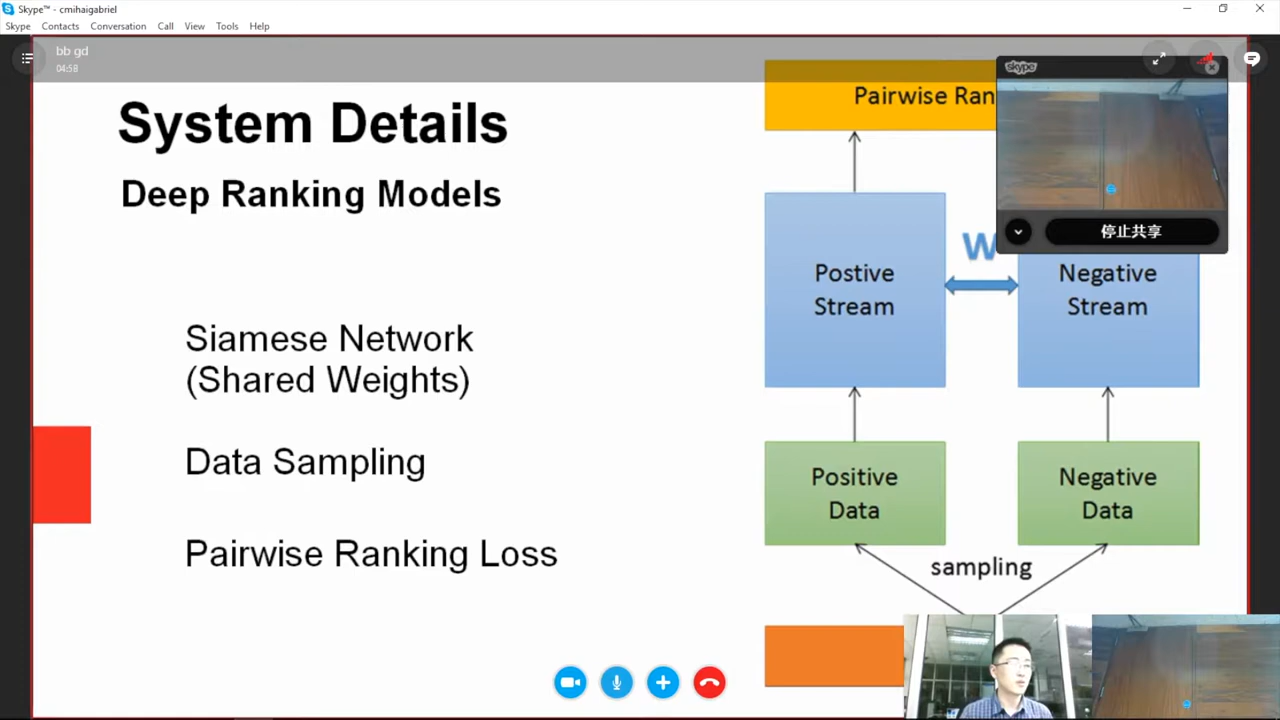 Skype™ - cmihaigabriel
Skype Contacts Conversation Call View Tools Help
bb gd
04:58
System Details
Deep Ranking Models
Siamese Network
(Shared Weights)
Data Sampling
Pairwise Ranking Loss
Pairwise Ran
skype
停止共享
W
Postive
Stream
Negative
Stream
Positive
Data
Negative
Data
sampling